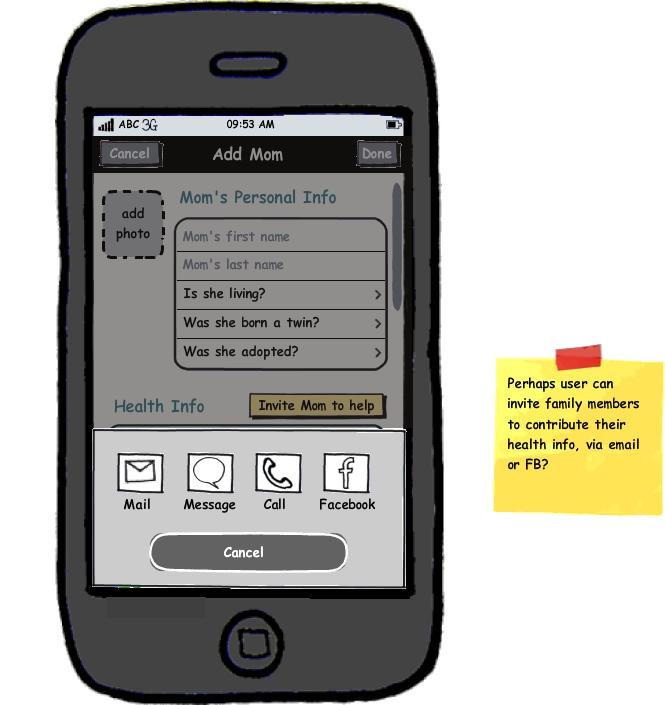 ABC 3G 09:53 AM
Cancel Add Mom Done
add
photo
Mom's Personal Info
Mom's first name
Mom's last name
Is she living?
Was she born a twin?
Was she adopted?
Health Info Invite Mom to help
Mail Message Call Facebook
Cancel
Perhaps user can
invite family members
to contribute their
health info, via email
or FB?